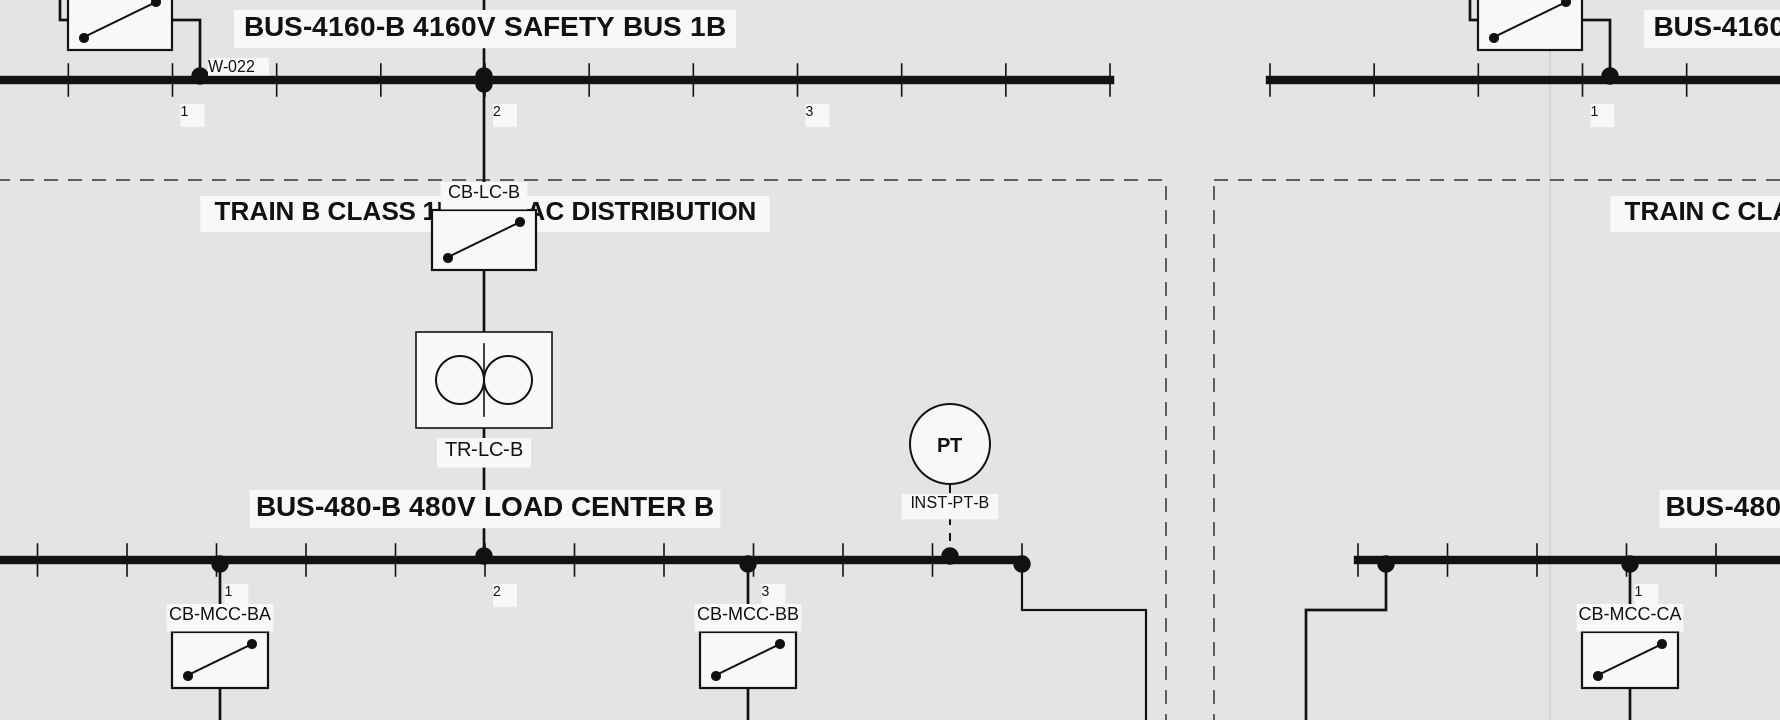 BUS-4160-B 4160V SAFETY BUS 1B
BUS-4160
W-022
1
2
3
1
CB-LC-B
TRAIN B CLASS 1 AC DISTRIBUTION
TRAIN C CLA
TR-LC-B
PT
INST-PT-B
BUS-480-B 480V LOAD CENTER B
BUS-480
1
2
3
1
CB-MCC-BA
CB-MCC-BB
CB-MCC-CA